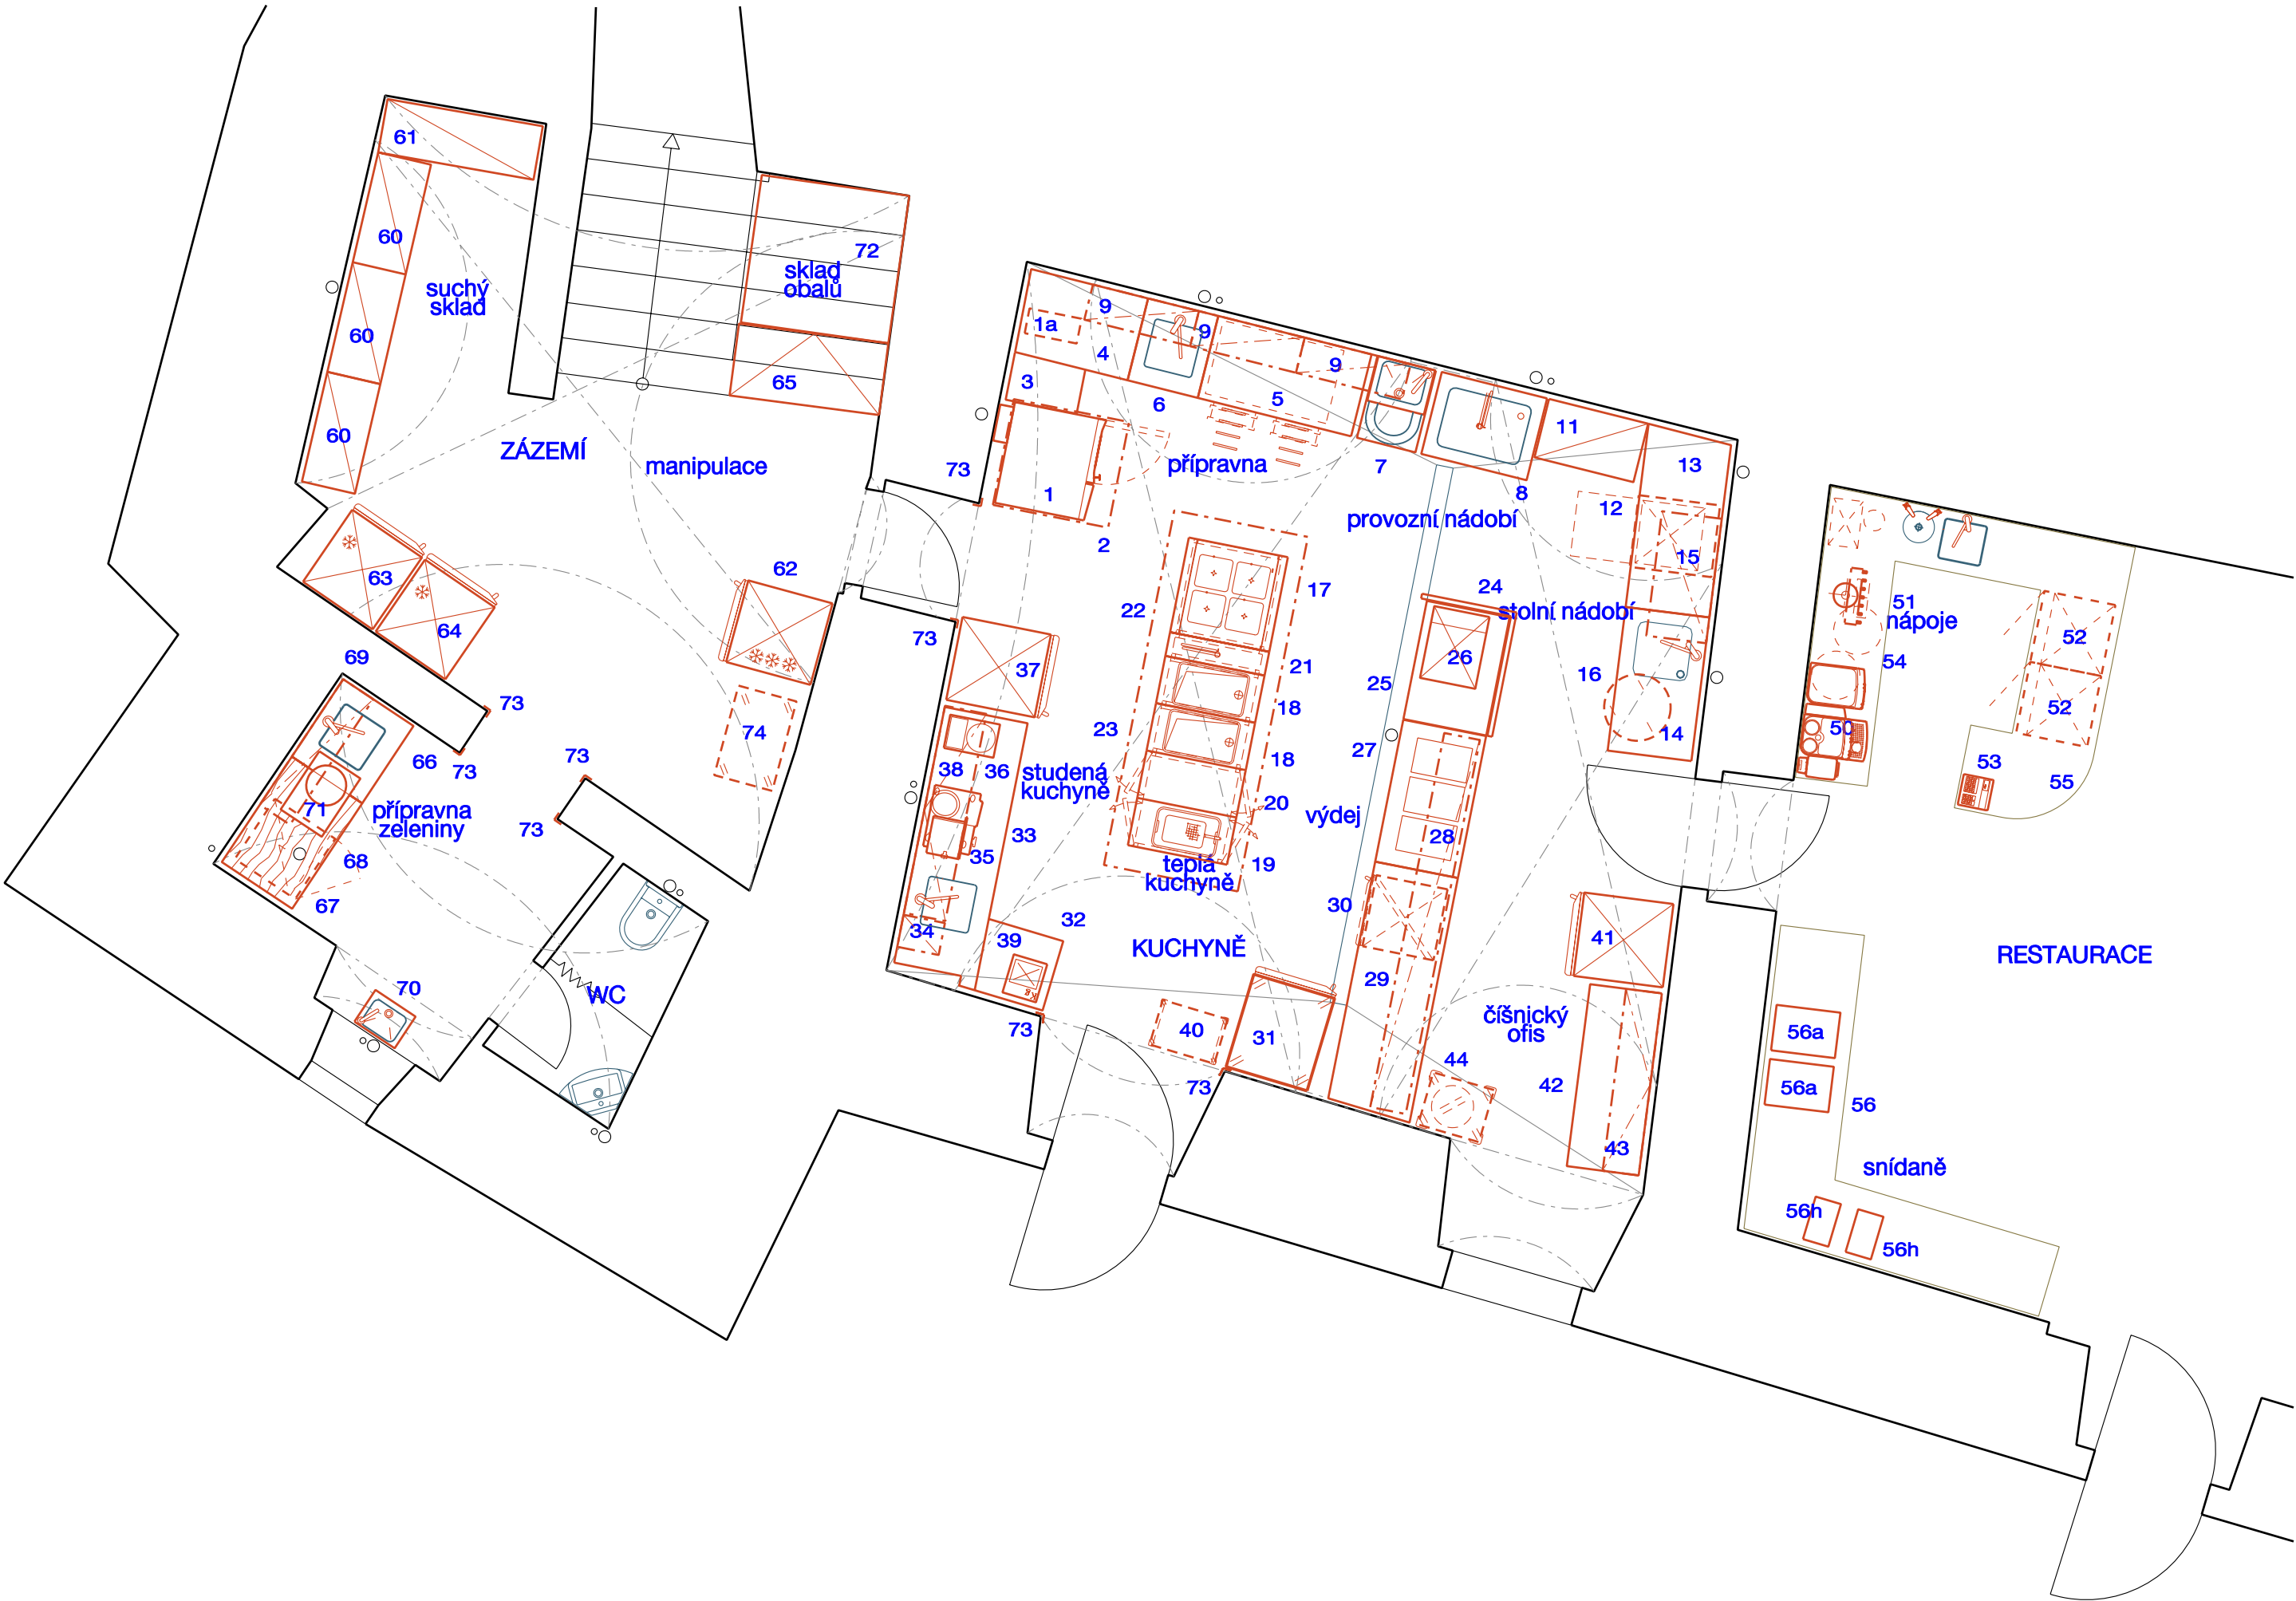 61
60
60
60
suchý
sklad
72
sklad
obalů
65
ZÁZEMÍ
manipulace
63
64
62
69
73
66
73
73
73
74
71
přípravna
zeleniny
68
67
70
WC
1a
9
4
9
9
3
6
5
73
1
2
přípravna
7
8
11
13
12
provozní nádobí
15
24
stolní nádobí
22
17
73
37
21
26
25
16
18
23
27
14
38
36
studená
kuchyně
18
20
33
výdej
28
35
19
teplá
kuchyně
34
32
39
30
KUCHYNĚ
29
41
73
40
31
číšnický
ofis
73
44
42
43
51
nápoje
52
54
52
50
53
55
RESTAURACE
56a
56a
56
snídaně
56h
56h